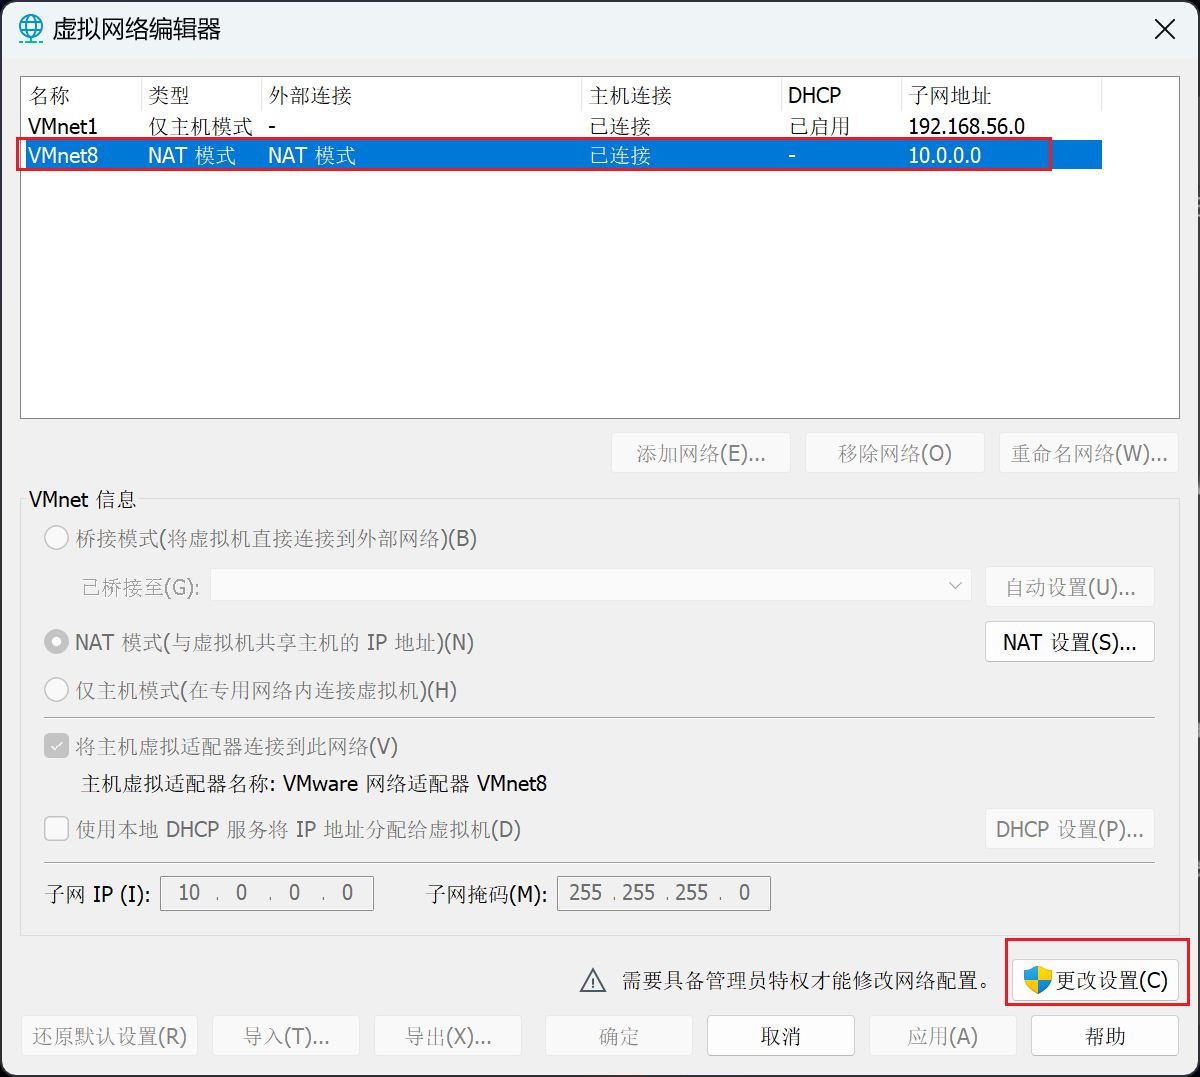 虚拟网络编辑器
名称 类型 外部连接 主机连接 DHCP 子网地址
VMnet1 仅主机模式 - 已连接 已启用 192.168.56.0
VMnet8 NAT 模式 NAT 模式 已连接 - 10.0.0.0
添加网络(E)... 移除网络(O) 重命名网络(W)...
VMnet 信息
桥接模式(将虚拟机直接连接到外部网络)(B)
已桥接至(G): 自动设置(U)...
NAT 模式(与虚拟机共享主机的 IP 地址)(N) NAT 设置(S)...
仅主机模式(在专用网络内连接虚拟机)(H)
将主机虚拟适配器连接到此网络(V)
主机虚拟适配器名称: VMware 网络适配器 VMnet8
使用本地 DHCP 服务将 IP 地址分配给虚拟机(D) DHCP 设置(P)...
子网 IP (I): 10 . 0 . 0 . 0 子网掩码(M): 255 . 255 . 255 . 0
需要具备管理员特权才能修改网络配置。 更改设置(C)
还原默认设置(R) 导入(T)... 导出(X)... 确定 取消 应用(A) 帮助